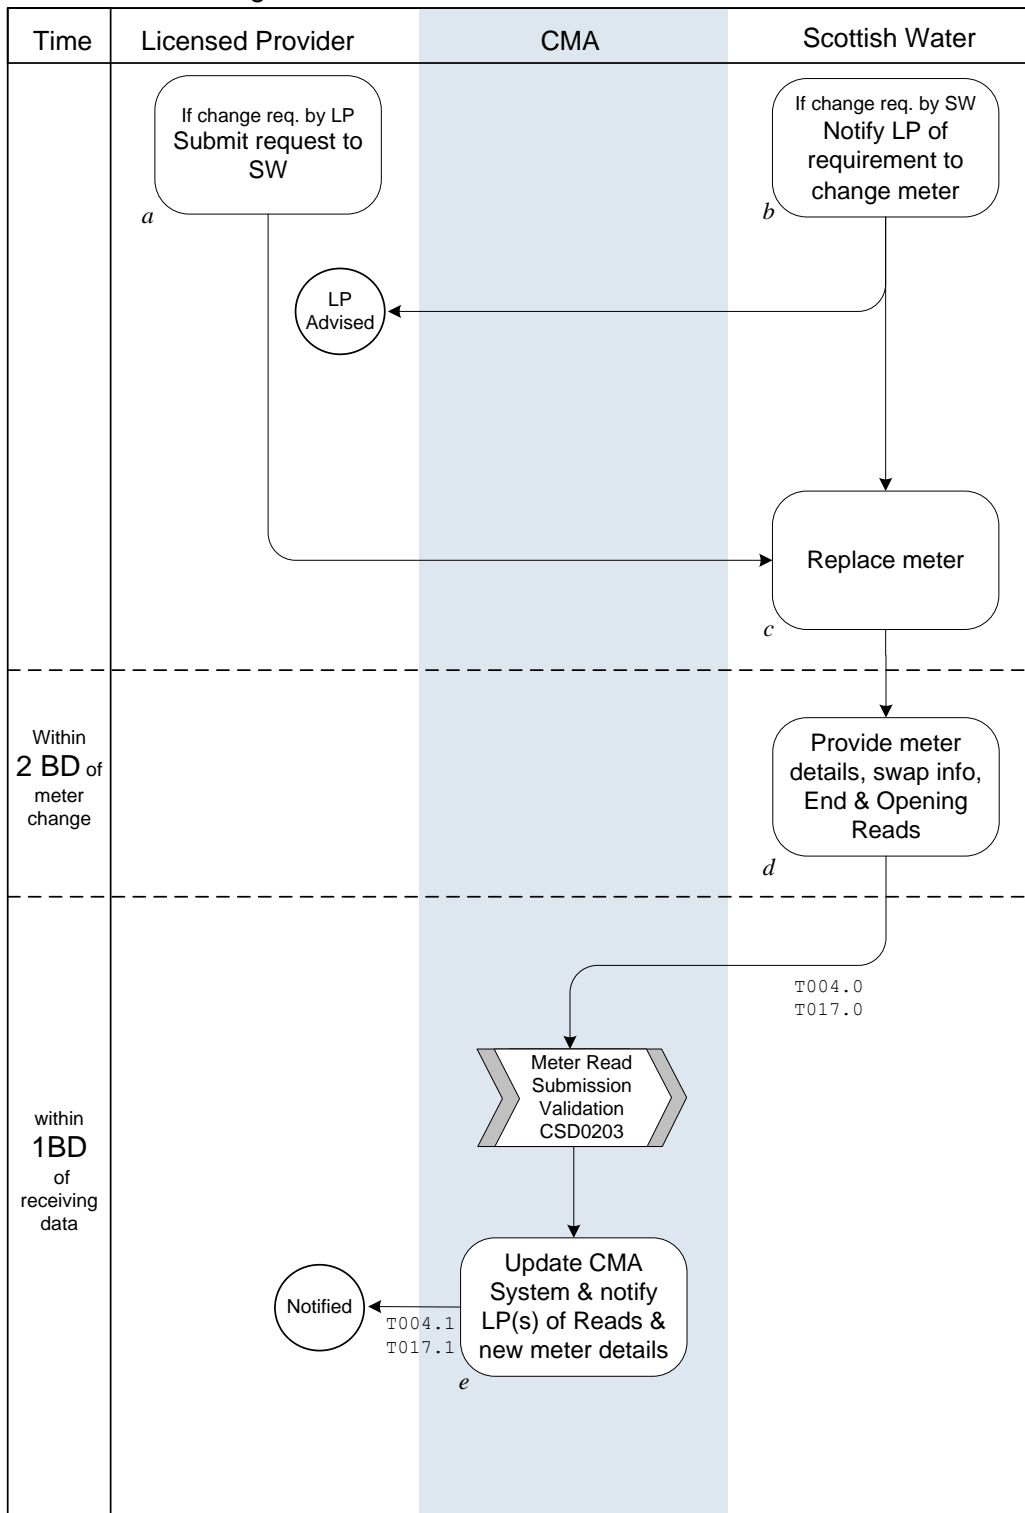 Time
Licensed Provider
CMA
Scottish Water
If change req. by LP
Submit request to
SW
a
If change req. by SW
Notify LP of
requirement to
change meter
b
LP
Advised
Replace meter
c
Within
2 BD of
meter
change
Provide meter
details, swap info,
End & Opening
Reads
d
T004.0
T017.0
within
1BD
of
receiving
data
Meter Read
Submission
Validation
CSD0203
Update CMA
System & notify
LP(s) of Reads &
new meter details
e
Notified
T004.1
T017.1